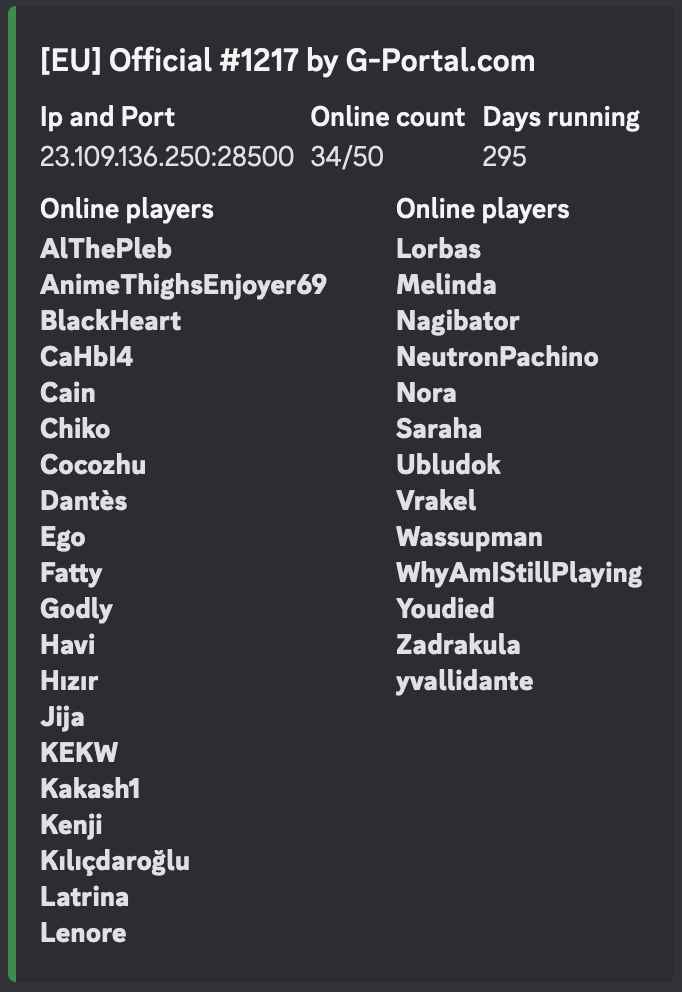 [EU] Official #1217 by G-Portal.com
Ip and Port Online count Days running
23.109.136.250:28500 34/50 295
Online players
AlThePleb
AnimeThighsEnjoyer69
BlackHeart
CaHbI4
Cain
Chiko
Cocozhu
Dantès
Ego
Fatty
Godly
Havi
Hızır
Jija
KEKW
Kakash1
Kenji
Kılıçdaroğlu
Latrina
Lenore
Online players
Lorbas
Melinda
Nagibator
NeutronPachino
Nora
Saraha
Ubludok
Vrakel
Wassupman
WhyAmIStillPlaying
Youdied
Zadrakula
yvallidante